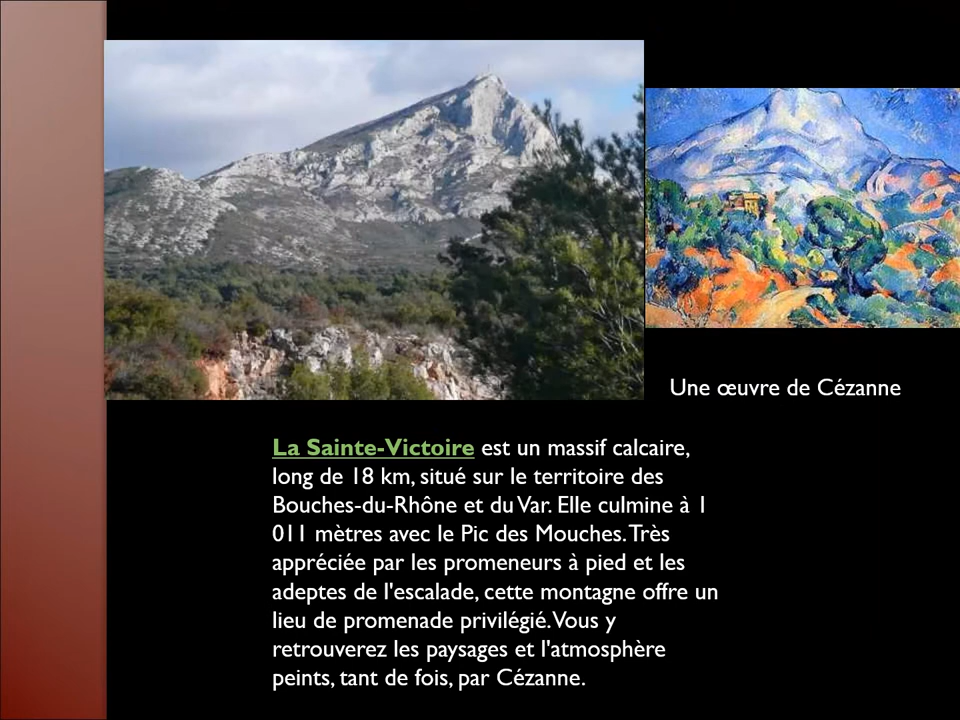 Une œuvre de Cézanne
La Sainte-Victoire est un massif calcaire,
long de 18 km, situé sur le territoire des
Bouches-du-Rhône et du Var. Elle culmine à 1
011 mètres avec le Pic des Mouches. Très
appréciée par les promeneurs à pied et les
adeptes de l'escalade, cette montagne offre un
lieu de promenade privilégié. Vous y
retrouverez les paysages et l'atmosphère
peints, tant de fois, par Cézanne.